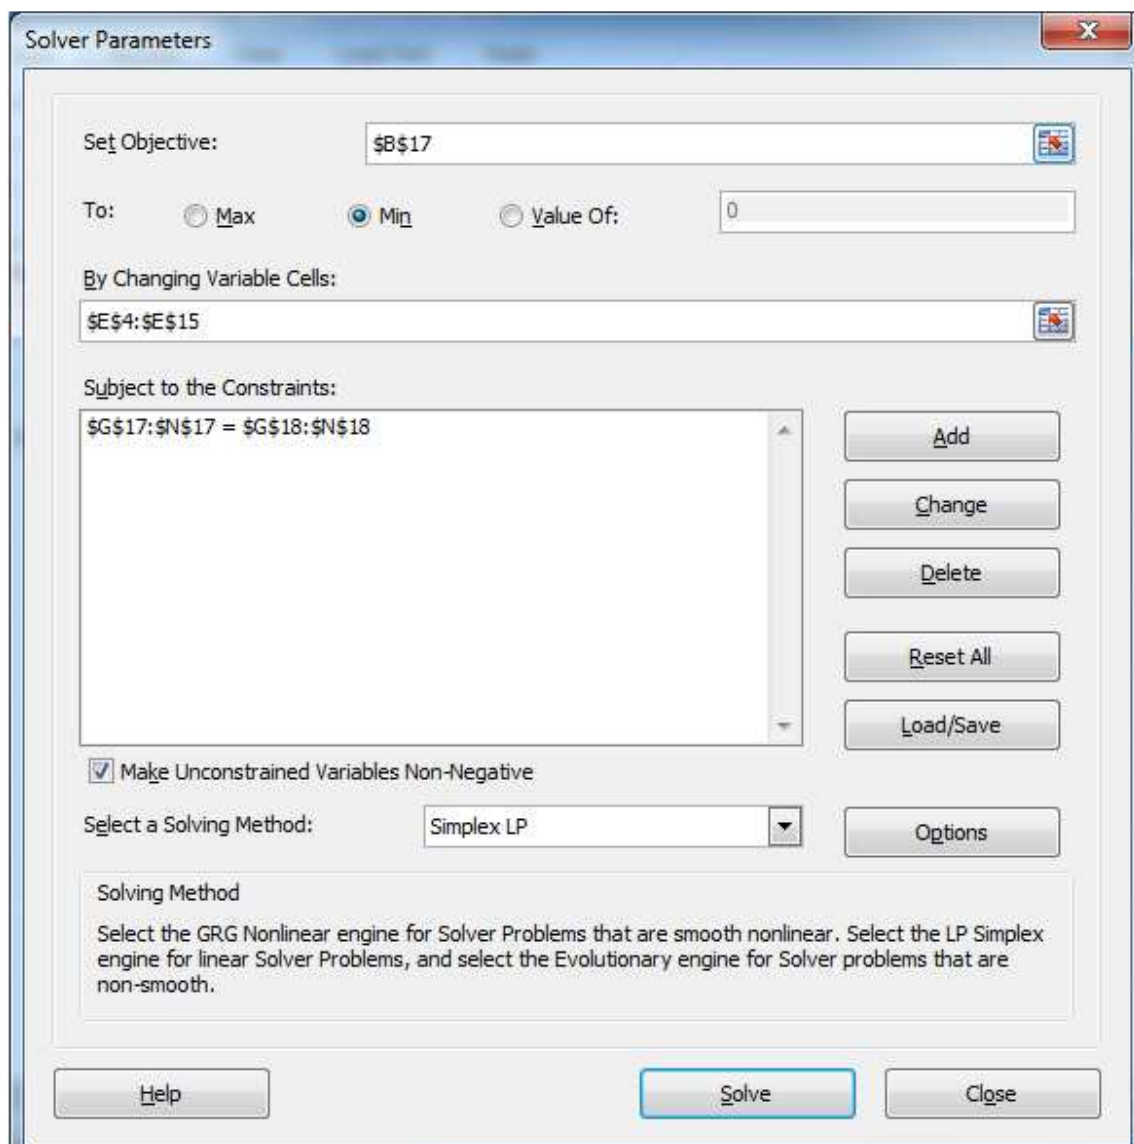 Solver Parameters
Set Objective:
$B$17
To:
Max
Min
Value Of:
0
By Changing Variable Cells:
$E$4:$E$15
Subject to the Constraints:
$G$17:$N$17 = $G$18:$N$18
Add
Change
Delete
Reset All
Load/Save
Make Unconstrained Variables Non-Negative
Select a Solving Method:
Simplex LP
Options
Solving Method
Select the GRG Nonlinear engine for Solver Problems that are smooth nonlinear. Select the LP Simplex
engine for linear Solver Problems, and select the Evolutionary engine for Solver problems that are
non-smooth.
Help
Solve
Close